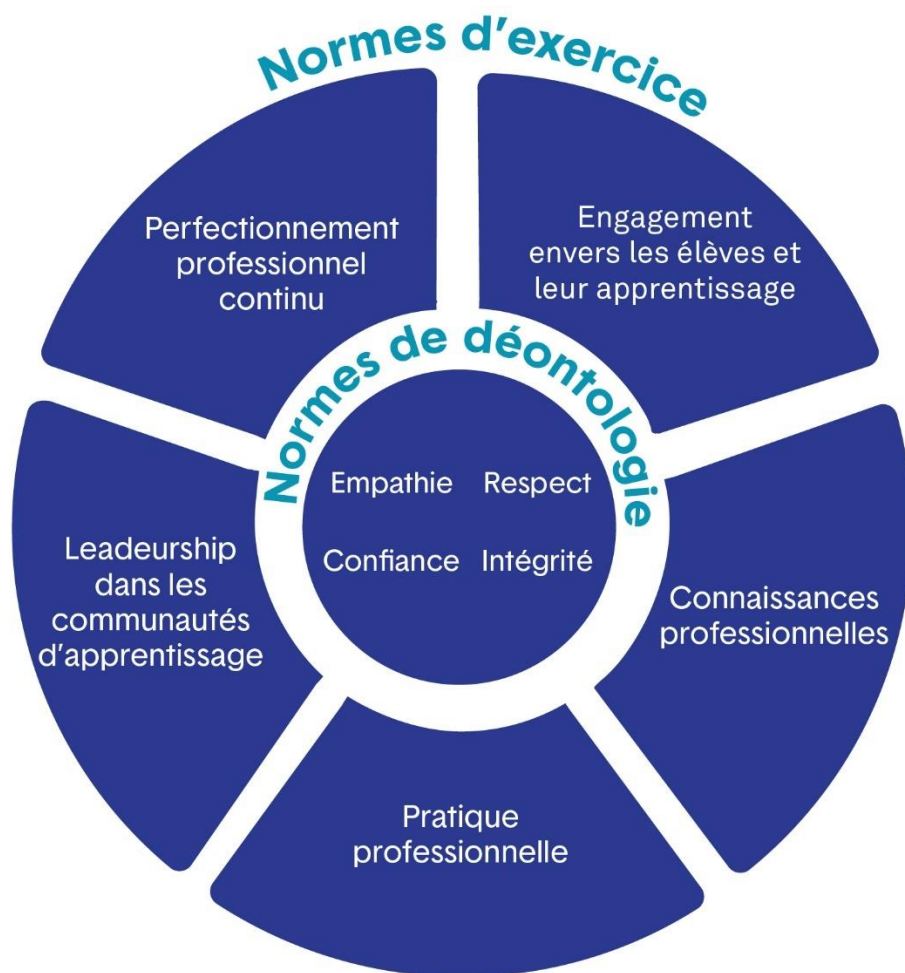 Normes d'exercice
Perfectionnement
professionnel
continu
Engagement
envers les élèves et
leur apprentissage
Normes de déontologie
Empathie Respect
Confiance Intégrité
Leadeurship
dans les
communautés
d'apprentissage
Connaissances
professionnelles
Pratique
professionnelle